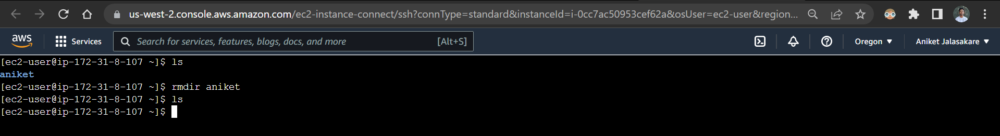 us-west-2.console.aws.amazon.com/ec2-instance-connect/ssh?connType=standard&instanceId=i-0cc7ac50953cef62a&osUser=ec2-user&region...
aws Services Search for services, features, blogs, docs, and more [Alt+S] Oregon Aniket Jalasakare
[ec2-user@ip-172-31-8-107 ~]$ ls
aniket
[ec2-user@ip-172-31-8-107 ~]$ rmdir aniket
[ec2-user@ip-172-31-8-107 ~]$ ls
[ec2-user@ip-172-31-8-107 ~]$